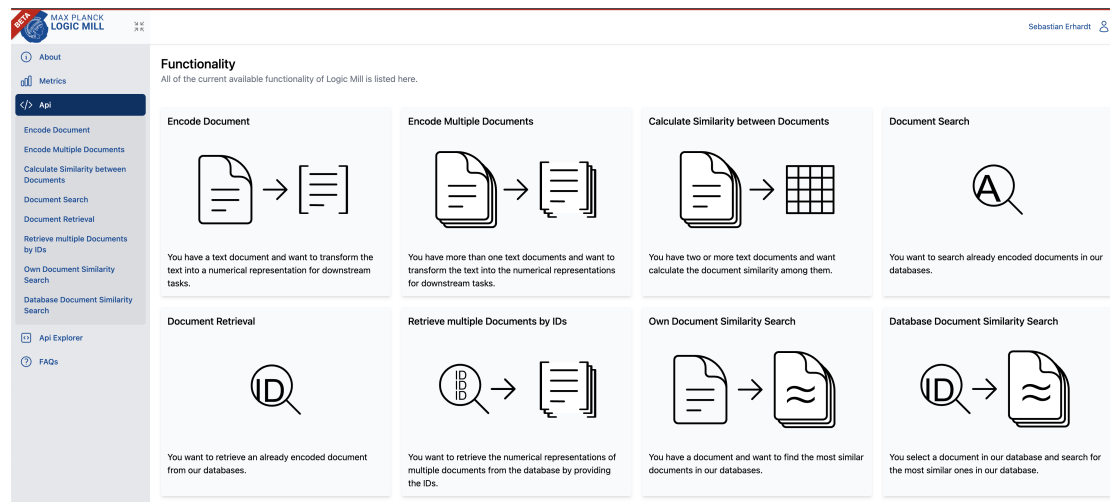 BETA
MAX PLANCK
LOGIC MILL
Sebastian Erhardt
About
Metrics
</> Api
Encode Document
Encode Multiple Documents
Calculate Similarity between
Documents
Document Search
Document Retrieval
Retrieve multiple Documents
by IDs
Own Document Similarity
Search
Database Document Similarity
Search
Api Explorer
FAQs
Functionality
All of the current available functionality of Logic Mill is listed here.
Encode Document
You have a text document and want to transform the
text into a numerical representation for downstream
tasks.
Encode Multiple Documents
You have more than one text documents and want to
transform the text into the numerical representations
for downstream tasks.
Calculate Similarity between Documents
You have two or more text documents and want
calculate the document similarity among them.
Document Search
A
You want to search already encoded documents in our
databases.
Document Retrieval
ID
You want to retrieve an already encoded document
from our databases.
Retrieve multiple Documents by IDs
ID
ID
ID
You want to retrieve the numerical representations of
multiple documents from the database by providing
the IDs.
Own Document Similarity Search
≈
You have a document and want to find the most similar
documents in our databases.
Database Document Similarity Search
ID
≈
You select a document in our database and search for
the most similar ones in our database.